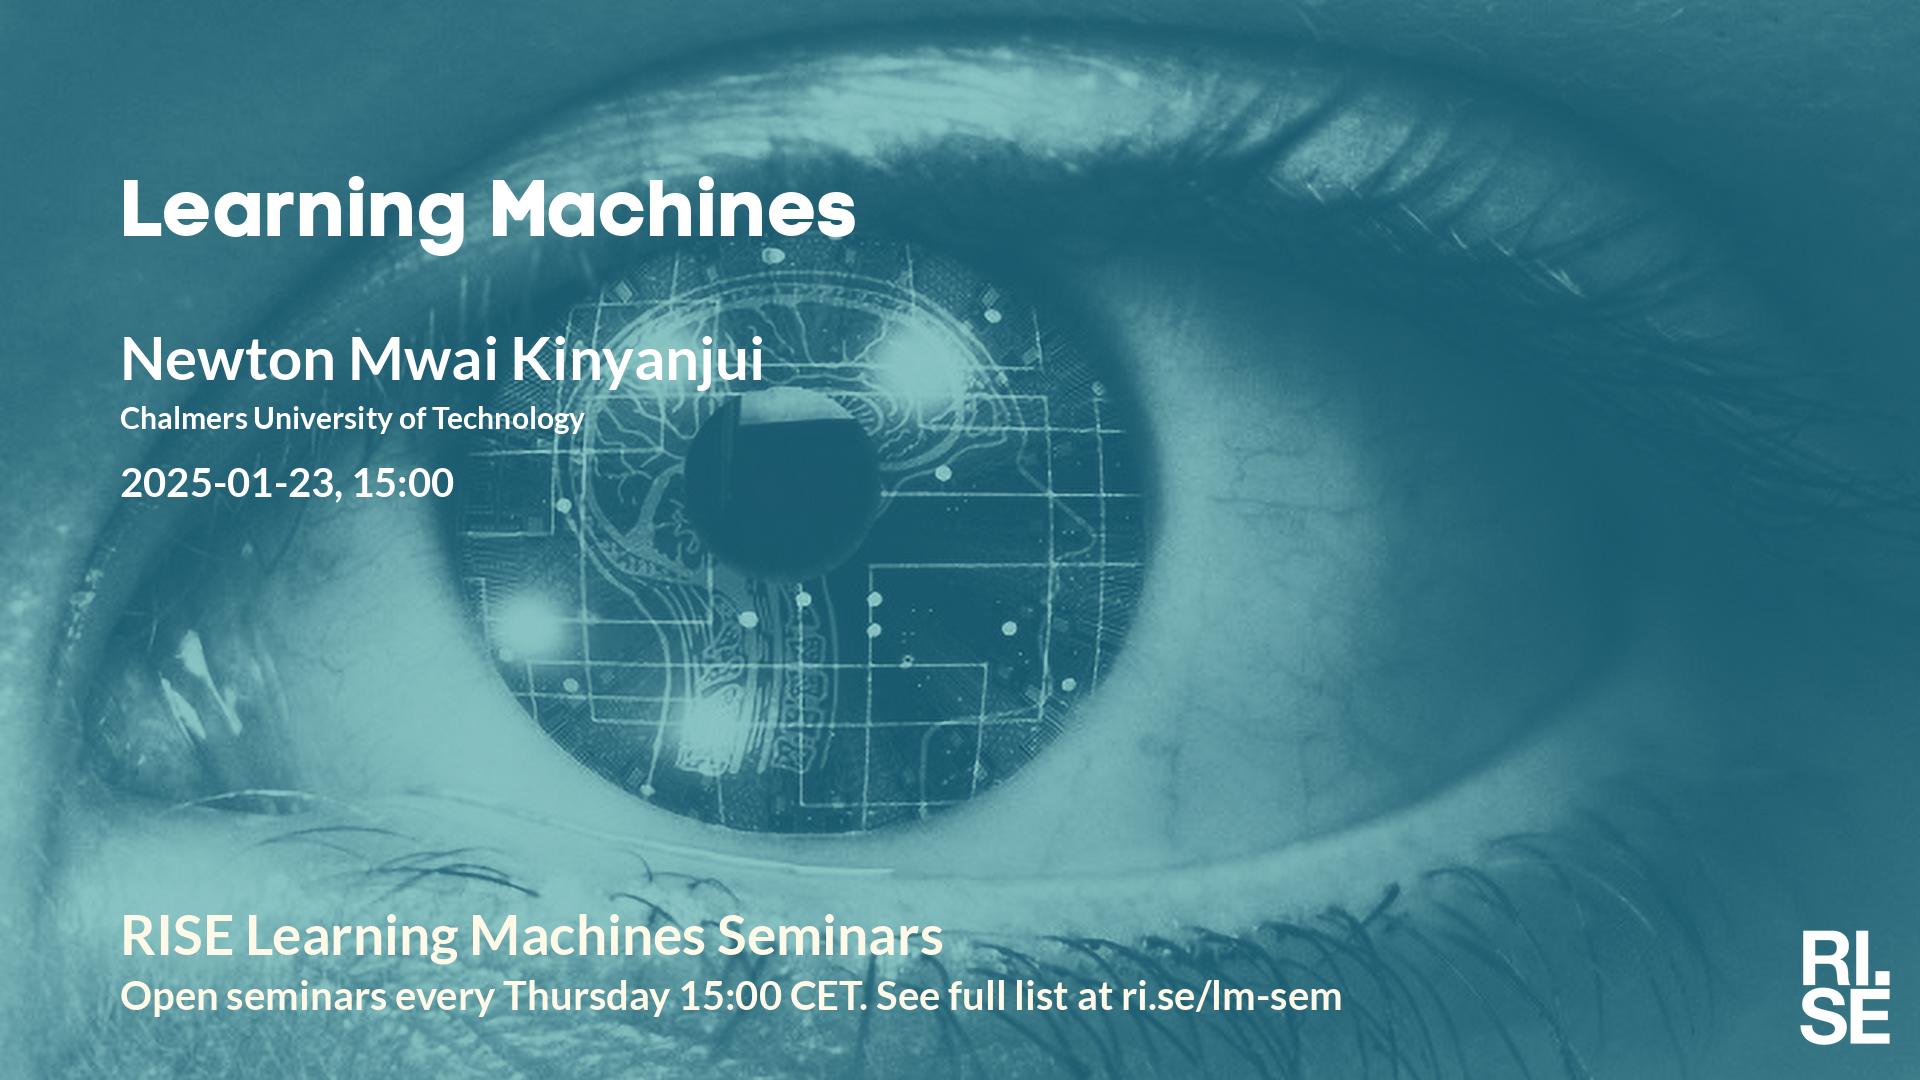 Learning Machines
Newton Mwai Kinyanjui
Chalmers University of Technology
2025-01-23, 15:00
RISE Learning Machines Seminars
Open seminars every Thursday 15:00 CET. See full list at ri.se/lm-sem
RI.
SE